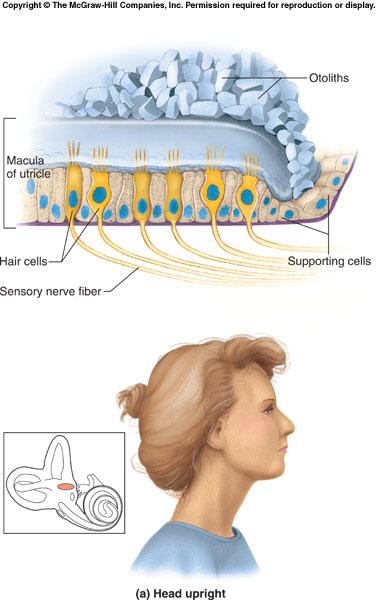 Copyright © The McGraw-Hill Companies, Inc. Permission required for reproduction or display.
Otoliths
Macula
of utricle
Hair cells
Supporting cells
Sensory nerve fiber
(a) Head upright